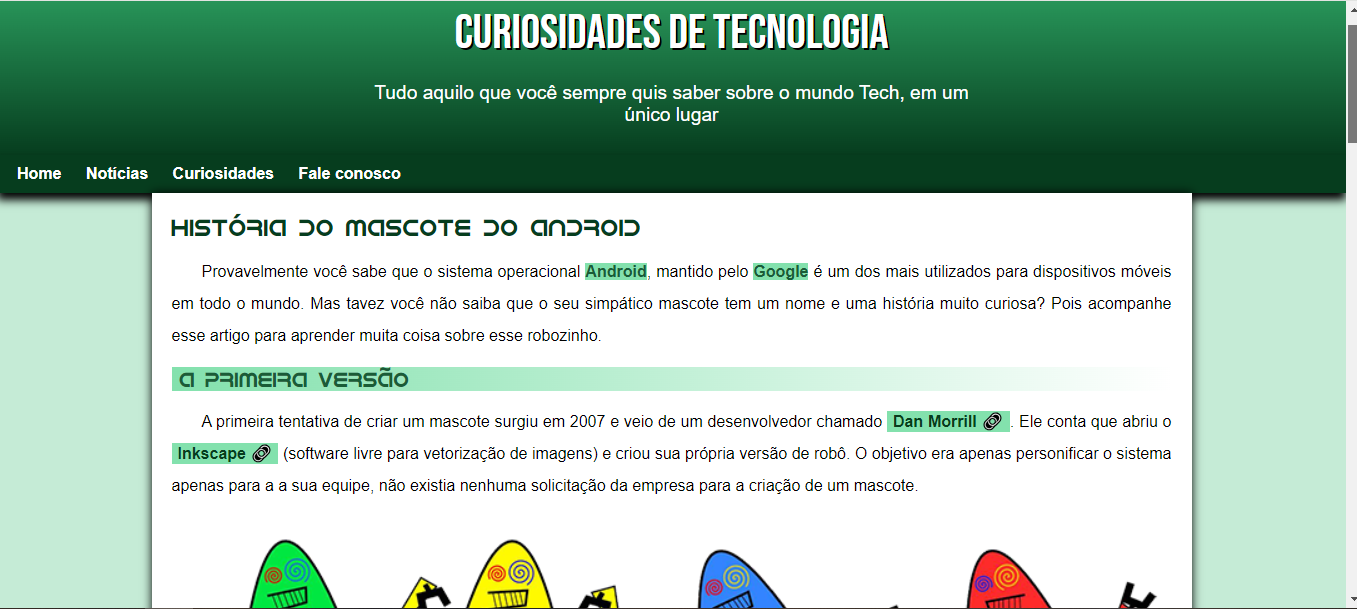 CURIOSIDADES DE TECNOLOGIA
Tudo aquilo que você sempre quis saber sobre o mundo Tech, em um
único lugar
Home Notícias Curiosidades Fale conosco
História do Mascote do Android
Provavelmente você sabe que o sistema operacional Android, mantido pelo Google é um dos mais utilizados para dispositivos móveis
em todo o mundo. Mas tavez você não saiba que o seu simpático mascote tem um nome e uma história muito curiosa? Pois acompanhe
esse artigo para aprender muita coisa sobre esse robozinho.
A primeira versão
A primeira tentativa de criar um mascote surgiu em 2007 e veio de um desenvolvedor chamado Dan Morrill . Ele conta que abriu o
Inkscape (software livre para vetorização de imagens) e criou sua própria versão de robô. O objetivo era apenas personificar o sistema
apenas para a a sua equipe, não existia nenhuma solicitação da empresa para a criação de um mascote.